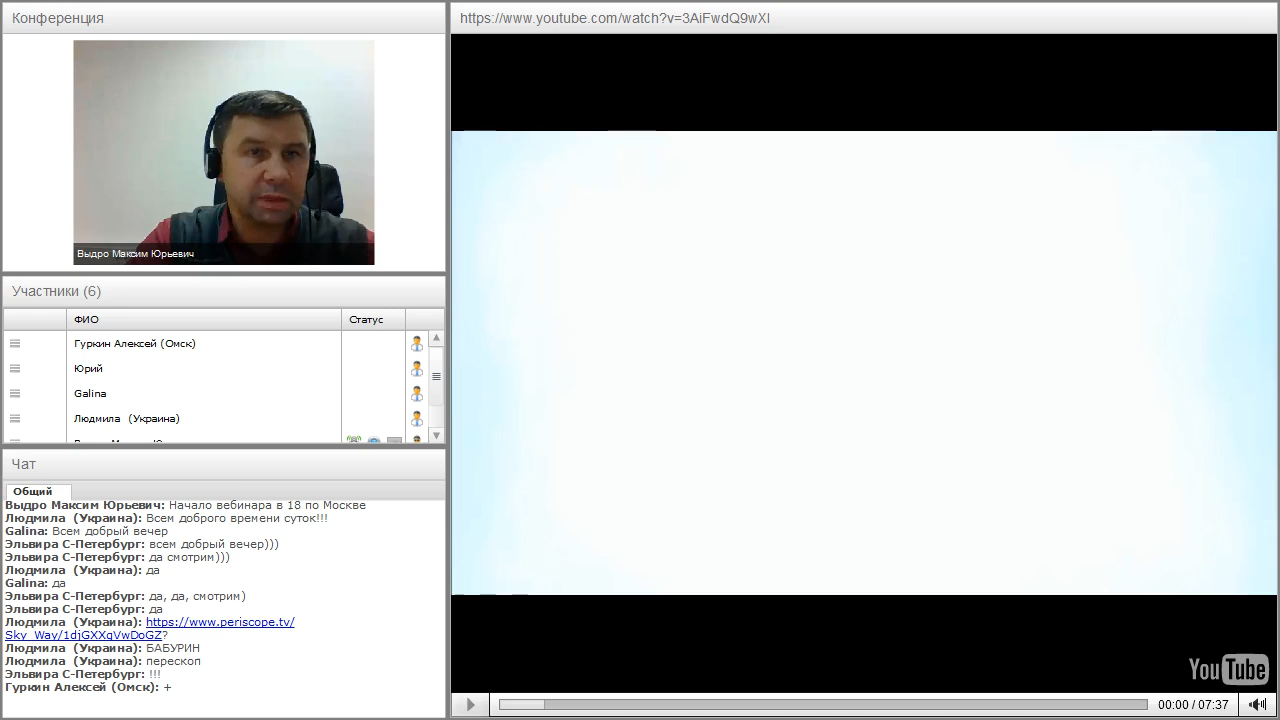 Конференция
https://www.youtube.com/watch?v=3AiFwdQ9wXI
Выдро Максим Юрьевич
Участники (6)
ФИО
Статус
Гуркин Алексей (Омск)
Юрий
Galina
Людмила (Украина)
Чат
Общий
Выдро Максим Юрьевич: Начало вебинара в 18 по Москве
Людмила (Украина): Всем доброго времени суток!!!
Galina: Всем добрый вечер
Эльвира С-Петербург: всем добрый вечер)))
Эльвира С-Петербург: да смотрим)))
Людмила (Украина): да
Galina: да
Эльвира С-Петербург: да, да, смотрим)
Эльвира С-Петербург: да
Людмила (Украина): https://www.periscope.tv/
Sky_Way/1djGXXqVwDoGZ?
Людмила (Украина): БАБУРИН
Людмила (Украина): перескоп
Эльвира С-Петербург: !!!
Гуркин Алексей (Омск): +
YouTube
00:00 / 07:37